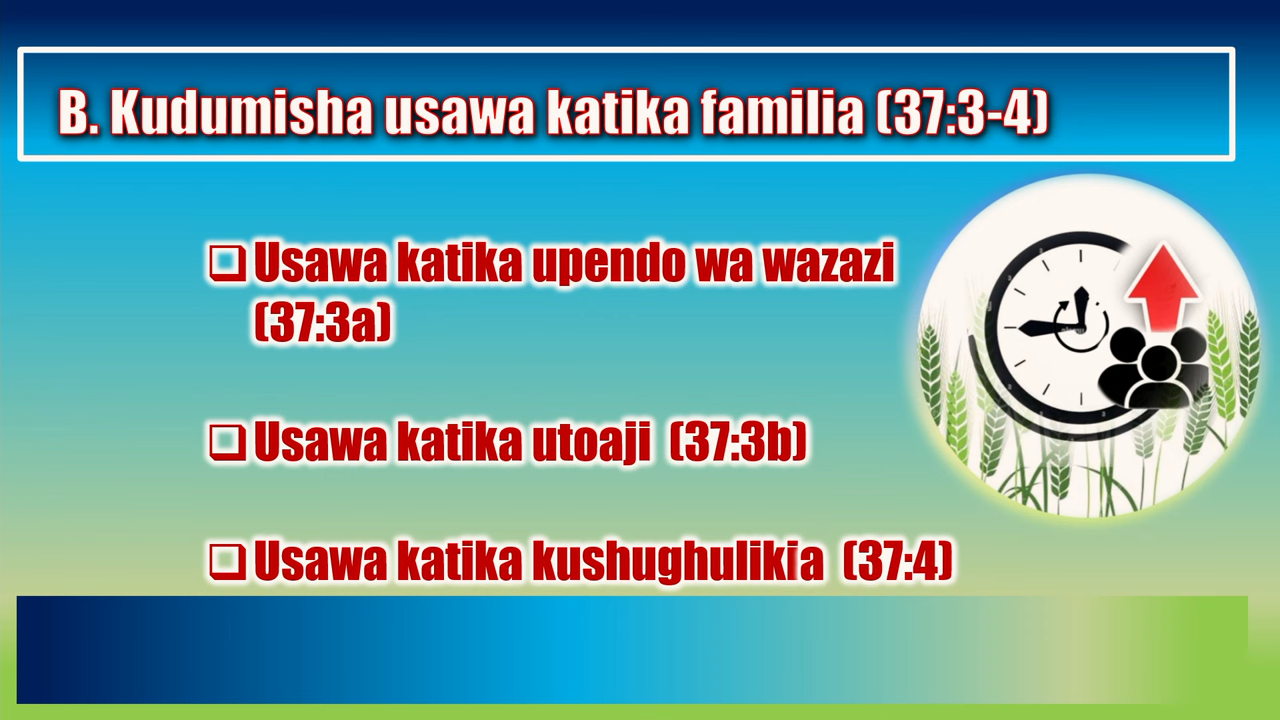 B. Kudumisha usawa katika familia (37:3-4)
❑ Usawa katika upendo wa wazazi
(37:3a)
❑ Usawa katika utoaji (37:3b)
❑ Usawa katika kushughulikia (37:4)